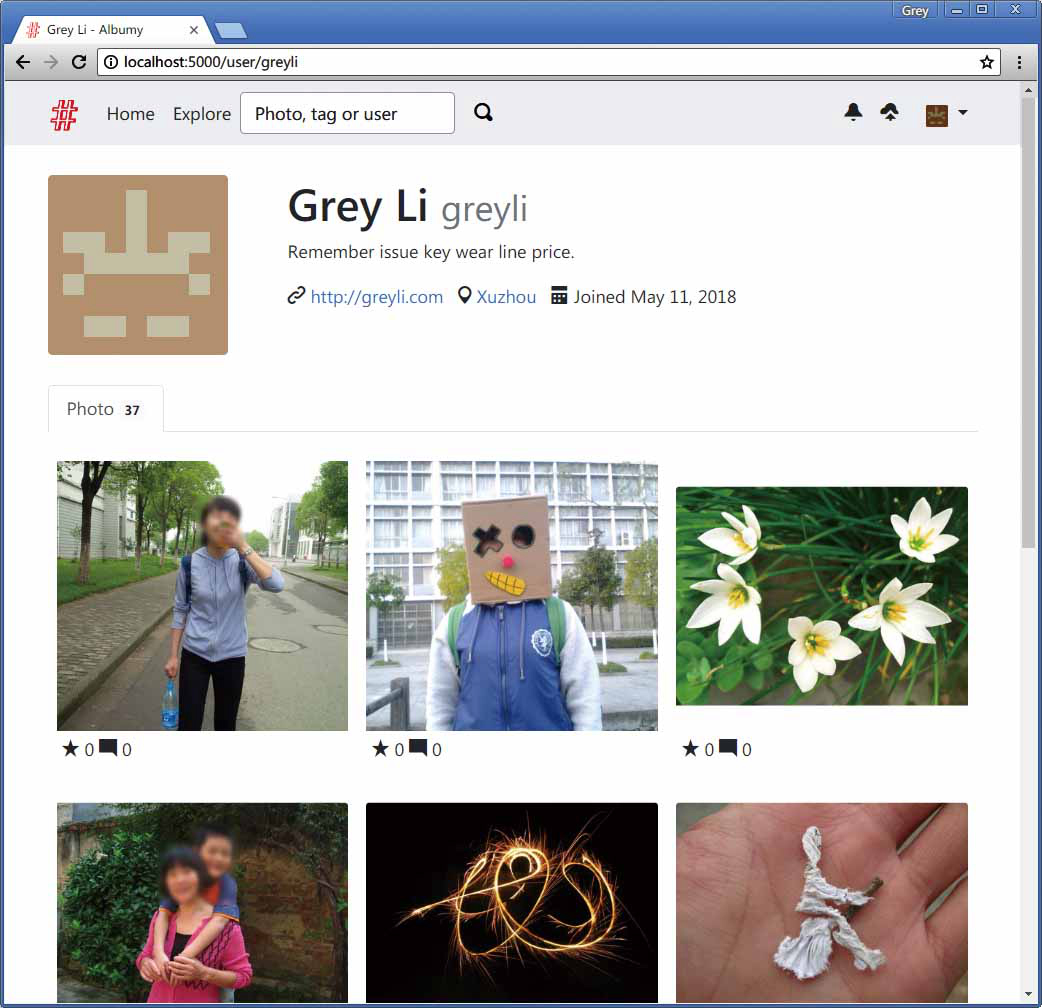 Grey
Grey Li - Albumy
localhost:5000/user/greyli
Home Explore Photo, tag or user
Grey Li greyli
Remember issue key wear line price.
http://greyli.com Xuzhou Joined May 11, 2018
Photo 37
0 0 0 0 0 0